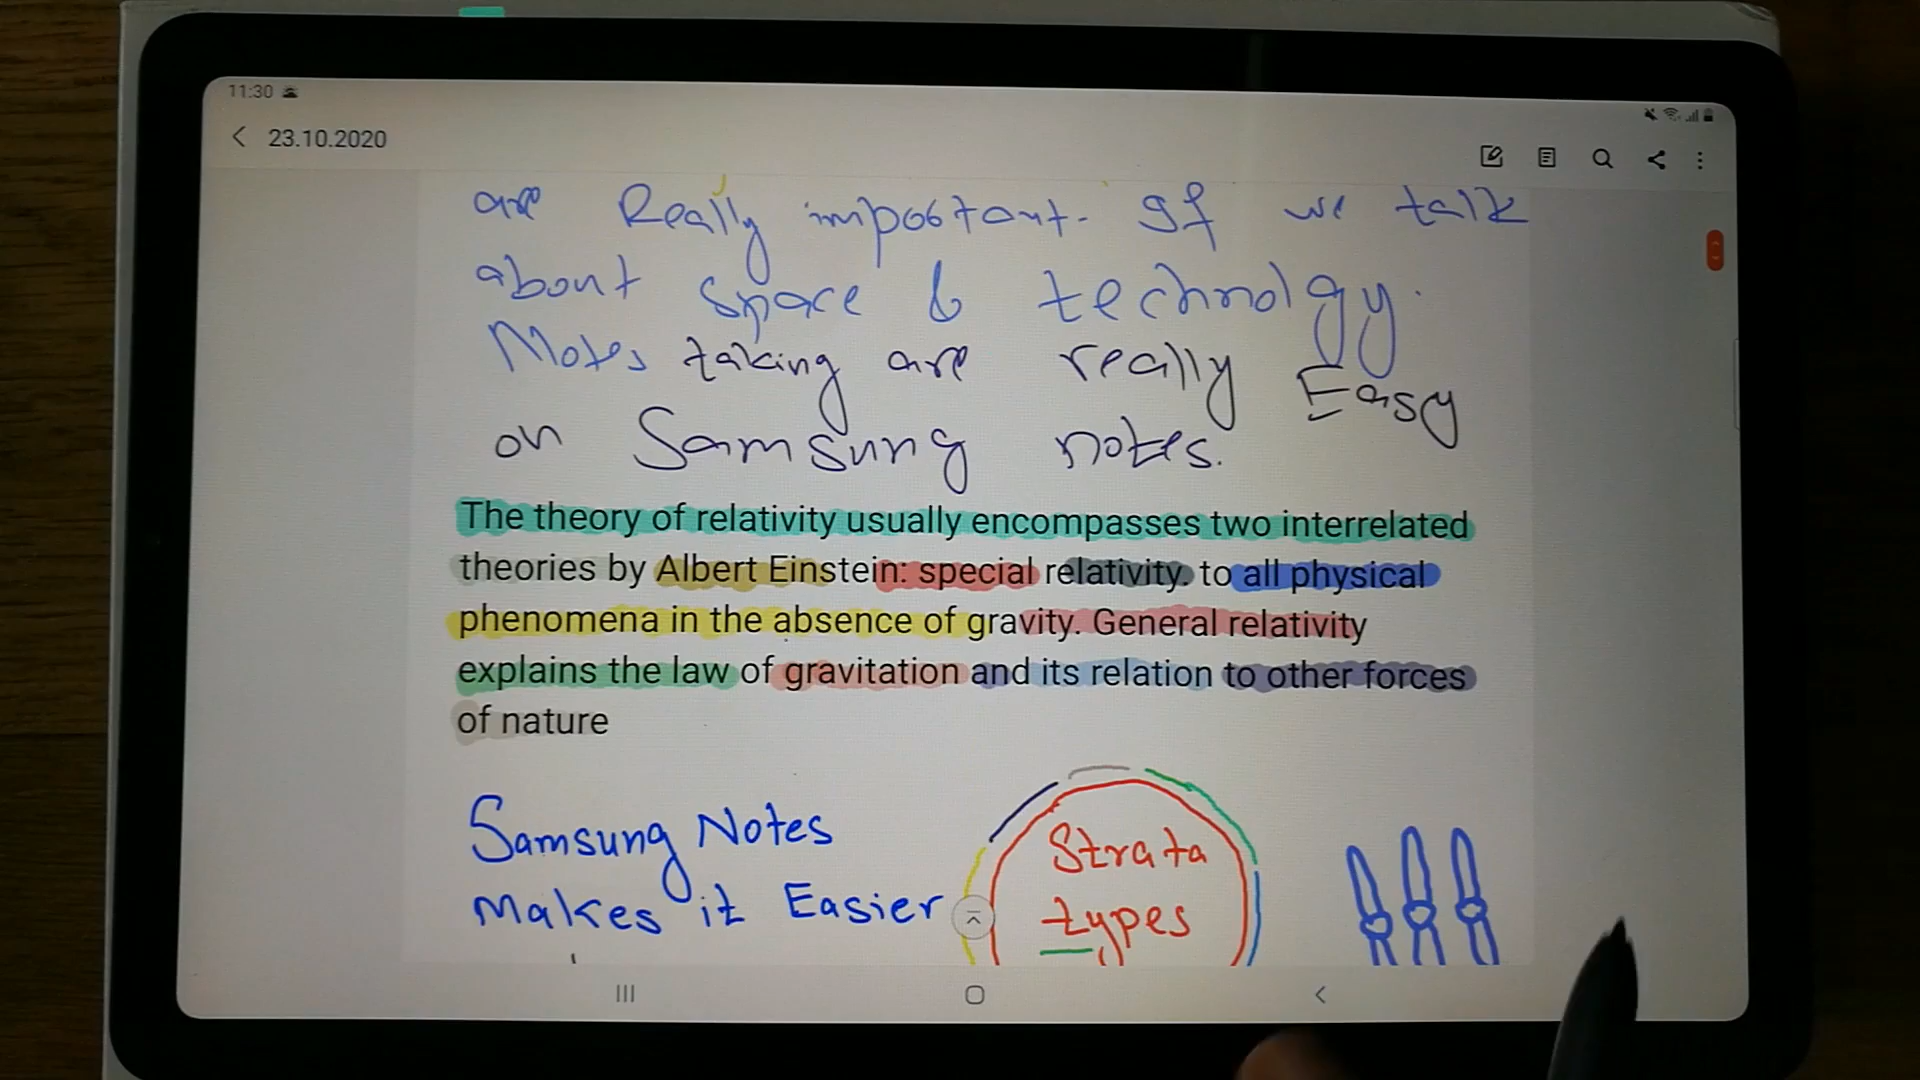 11:30
23.10.2020
are Really important. If we talk
about space & technolgy.
Notes taking are really Easy
on Samsung notes.
The theory of relativity usually encompasses two interrelated
theories by Albert Einstein: special relativity. to all physical
phenomena in the absence of gravity. General relativity
explains the law of gravitation and its relation to other forces
of nature
Samsung Notes
Makes it Easier
Strata
types